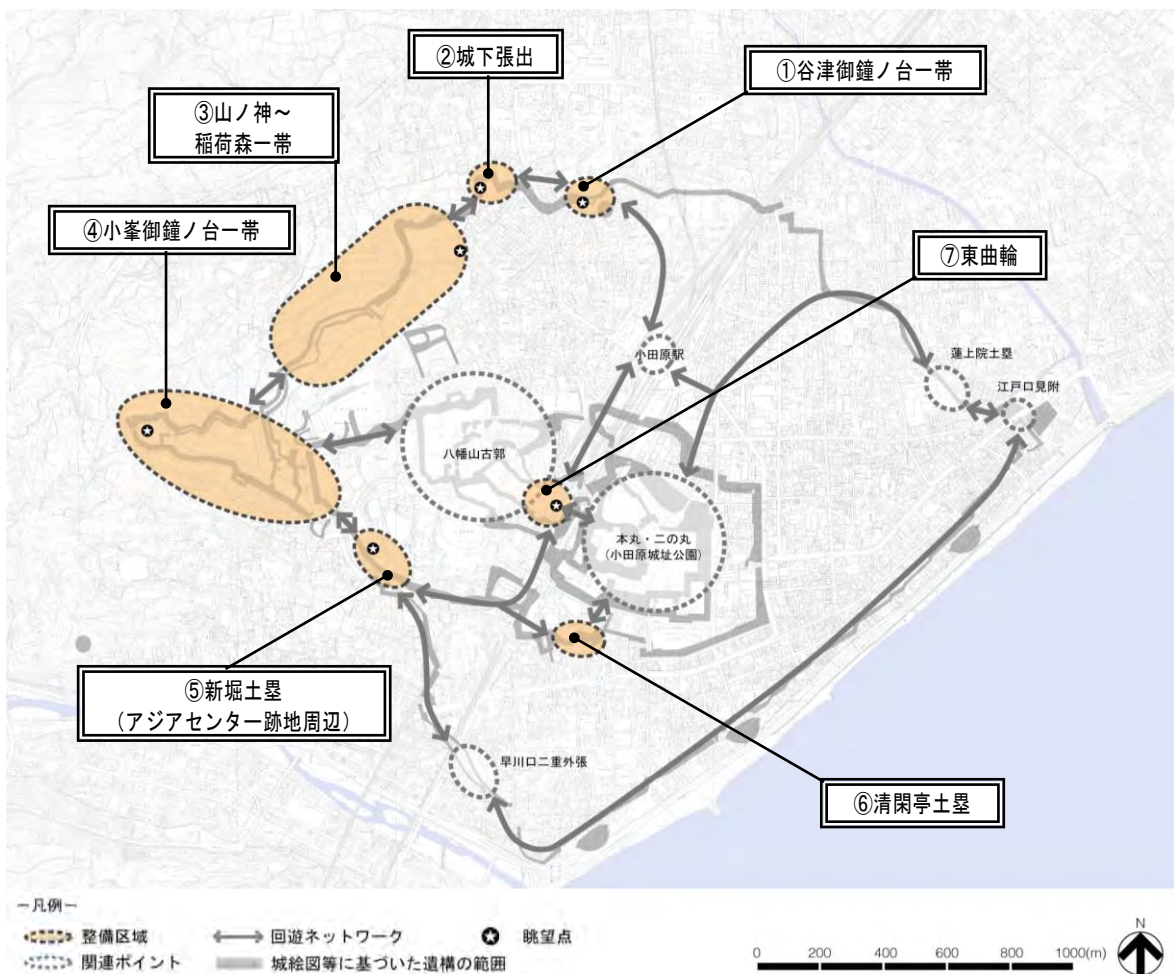 ②城下張出
①谷津御鐘ノ台一帯
③山ノ神～
稲荷森一帯
④小峯御鐘ノ台一帯
⑦東曲輪
小田原駅
蓮上院土塁
江戸口見附
八幡山古郭
本丸・二の丸
（小田原城址公園）
⑤新堀土塁
（アジアセンター跡地周辺）
早川口二重外張
⑥清閑亭土塁
－凡例－
整備区域
回遊ネットワーク
眺望点
関連ポイント
城絵図等に基づいた遺構の範囲
0 200 400 600 800 1000(m)
N